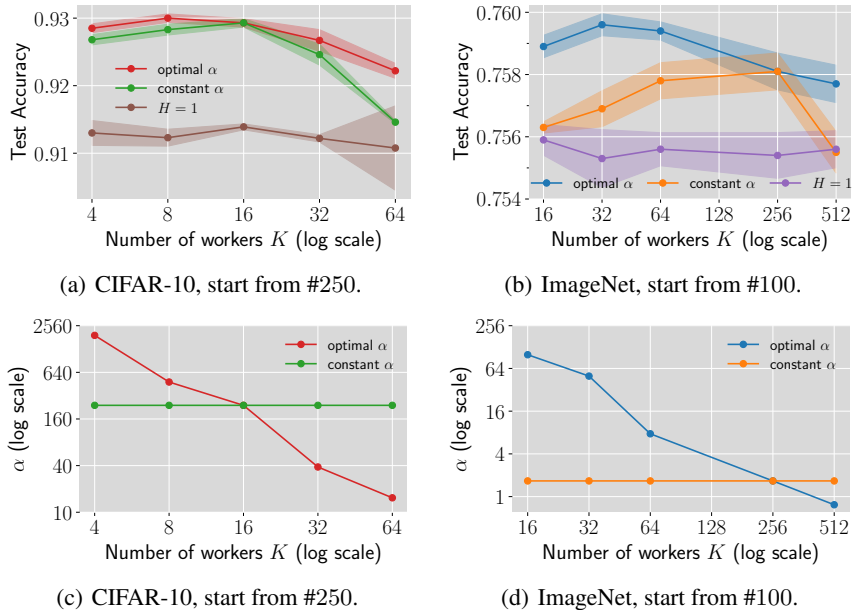 0.93
0.92
0.91
Test Accuracy
optimal α
constant α
H = 1
4 8 16 32 64
Number of workers K (log scale)
(a) CIFAR-10, start from #250.
0.760
0.758
0.756
0.754
Test Accuracy
optimal α constant α H = 1
16 32 64 128 256 512
Number of workers K (log scale)
(b) ImageNet, start from #100.
2560
640
160
40
10
α (log scale)
optimal α
constant α
4 8 16 32 64
Number of workers K (log scale)
(c) CIFAR-10, start from #250.
256
64
16
4
1
α (log scale)
optimal α
constant α
16 32 64 128 256 512
Number of workers K (log scale)
(d) ImageNet, start from #100.